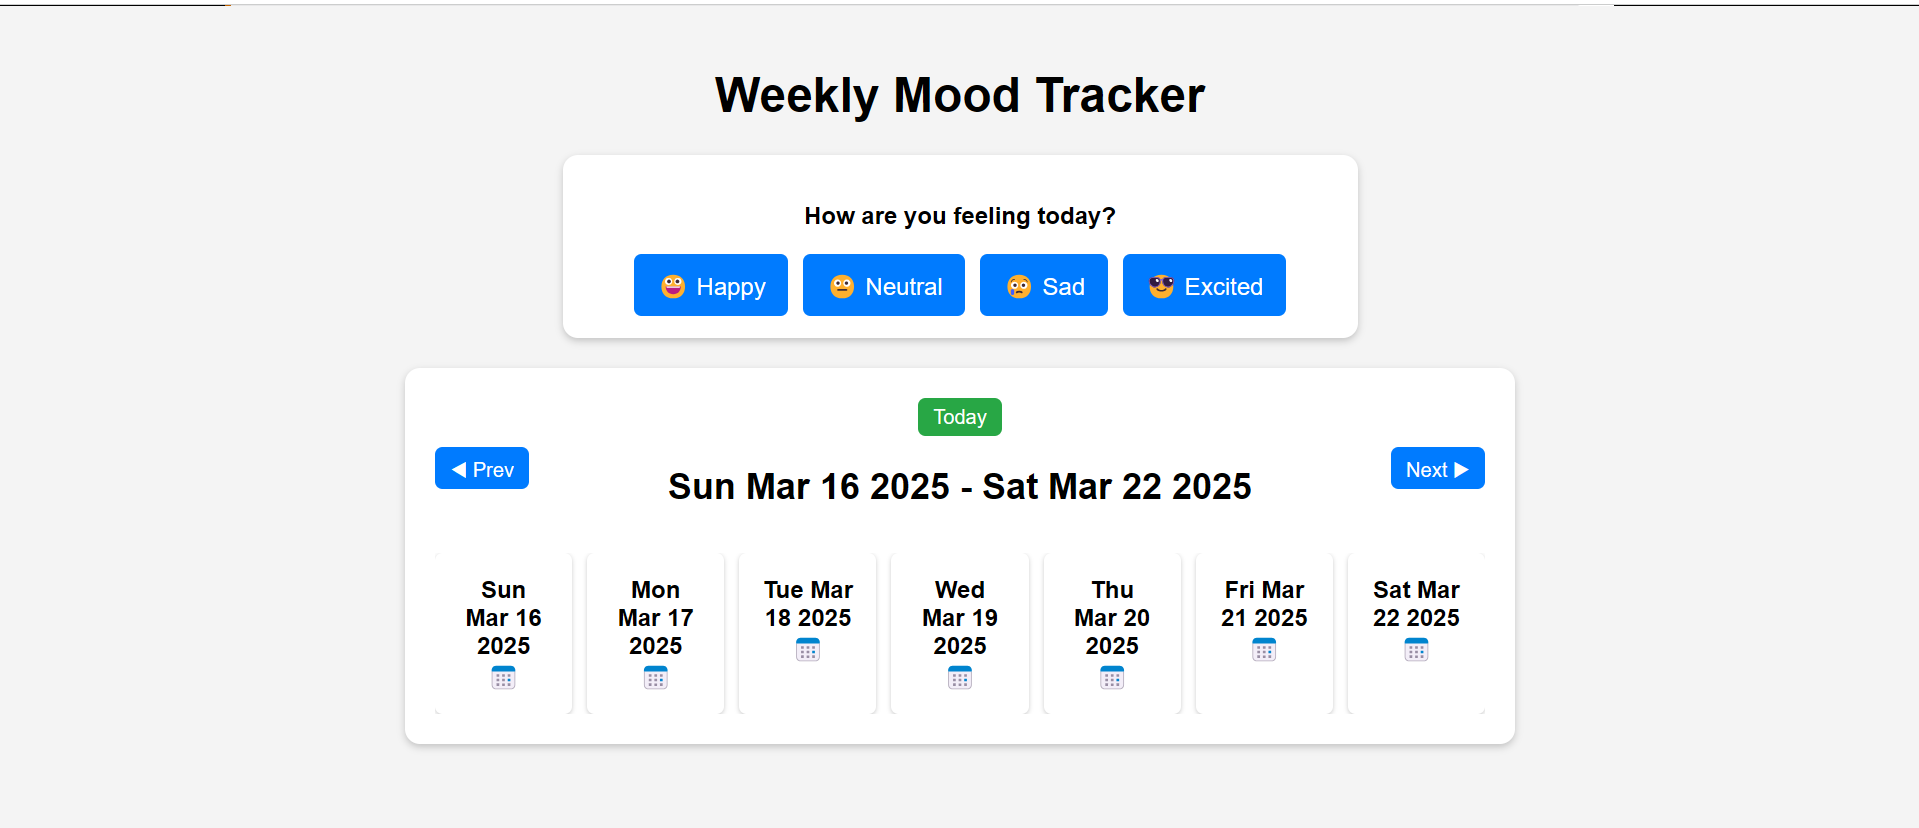 Weekly Mood Tracker
How are you feeling today?
Happy
Neutral
Sad
Excited
Today
◀ Prev
Next ▶
Sun Mar 16 2025 - Sat Mar 22 2025
Sun
Mar 16
2025
Mon
Mar 17
2025
Tue Mar
18 2025
Wed
Mar 19
2025
Thu
Mar 20
2025
Fri Mar
21 2025
Sat Mar
22 2025